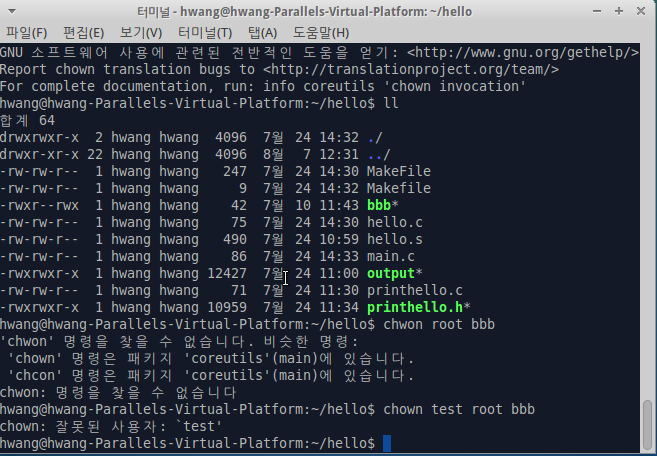 터미널 - hwang@hwang-Parallels-Virtual-Platform: ~/hello
파일(F) 편집(E) 보기(V) 터미널(T) 탭(A) 도움말(H)
GNU 소프트웨어 사용에 관련된 전반적인 도움을 얻기: <http://www.gnu.org/gethelp/>
Report chown translation bugs to <http://translationproject.org/team/>
For complete documentation, run: info coreutils 'chown invocation'
hwang@hwang-Parallels-Virtual-Platform:~/hello$ ll
합계 64
drwxrwxr-x  2 hwang hwang  4096  7월 24 14:32 ./
drwxr-xr-x 22 hwang hwang  4096  8월  7 12:31 ../
-rw-rw-r--  1 hwang hwang   247  7월 24 14:30 MakeFile
-rw-rw-r--  1 hwang hwang     9  7월 24 14:32 Makefile
-rwxr--rwx  1 hwang hwang    42  7월 10 11:43 bbb*
-rw-rw-r--  1 hwang hwang    75  7월 24 14:30 hello.c
-rw-rw-r--  1 hwang hwang   490  7월 24 10:59 hello.s
-rw-rw-r--  1 hwang hwang    86  7월 24 14:33 main.c
-rwxrwxr-x  1 hwang hwang 12427  7월 24 11:00 output*
-rw-rw-r--  1 hwang hwang    71  7월 24 11:30 printhello.c
-rwxrwxr-x  1 hwang hwang 10959  7월 24 11:34 printhello.h*
hwang@hwang-Parallels-Virtual-Platform:~/hello$ chwon root bbb
'chwon' 명령을 찾을 수 없습니다. 비슷한 명령:
 'chown' 명령은 패키지 'coreutils'(main)에 있습니다.
 'chcon' 명령은 패키지 'coreutils'(main)에 있습니다.
chwon: 명령을 찾을 수 없습니다
hwang@hwang-Parallels-Virtual-Platform:~/hello$ chown test root bbb
chown: 잘못된 사용자: `test'
hwang@hwang-Parallels-Virtual-Platform:~/hello$